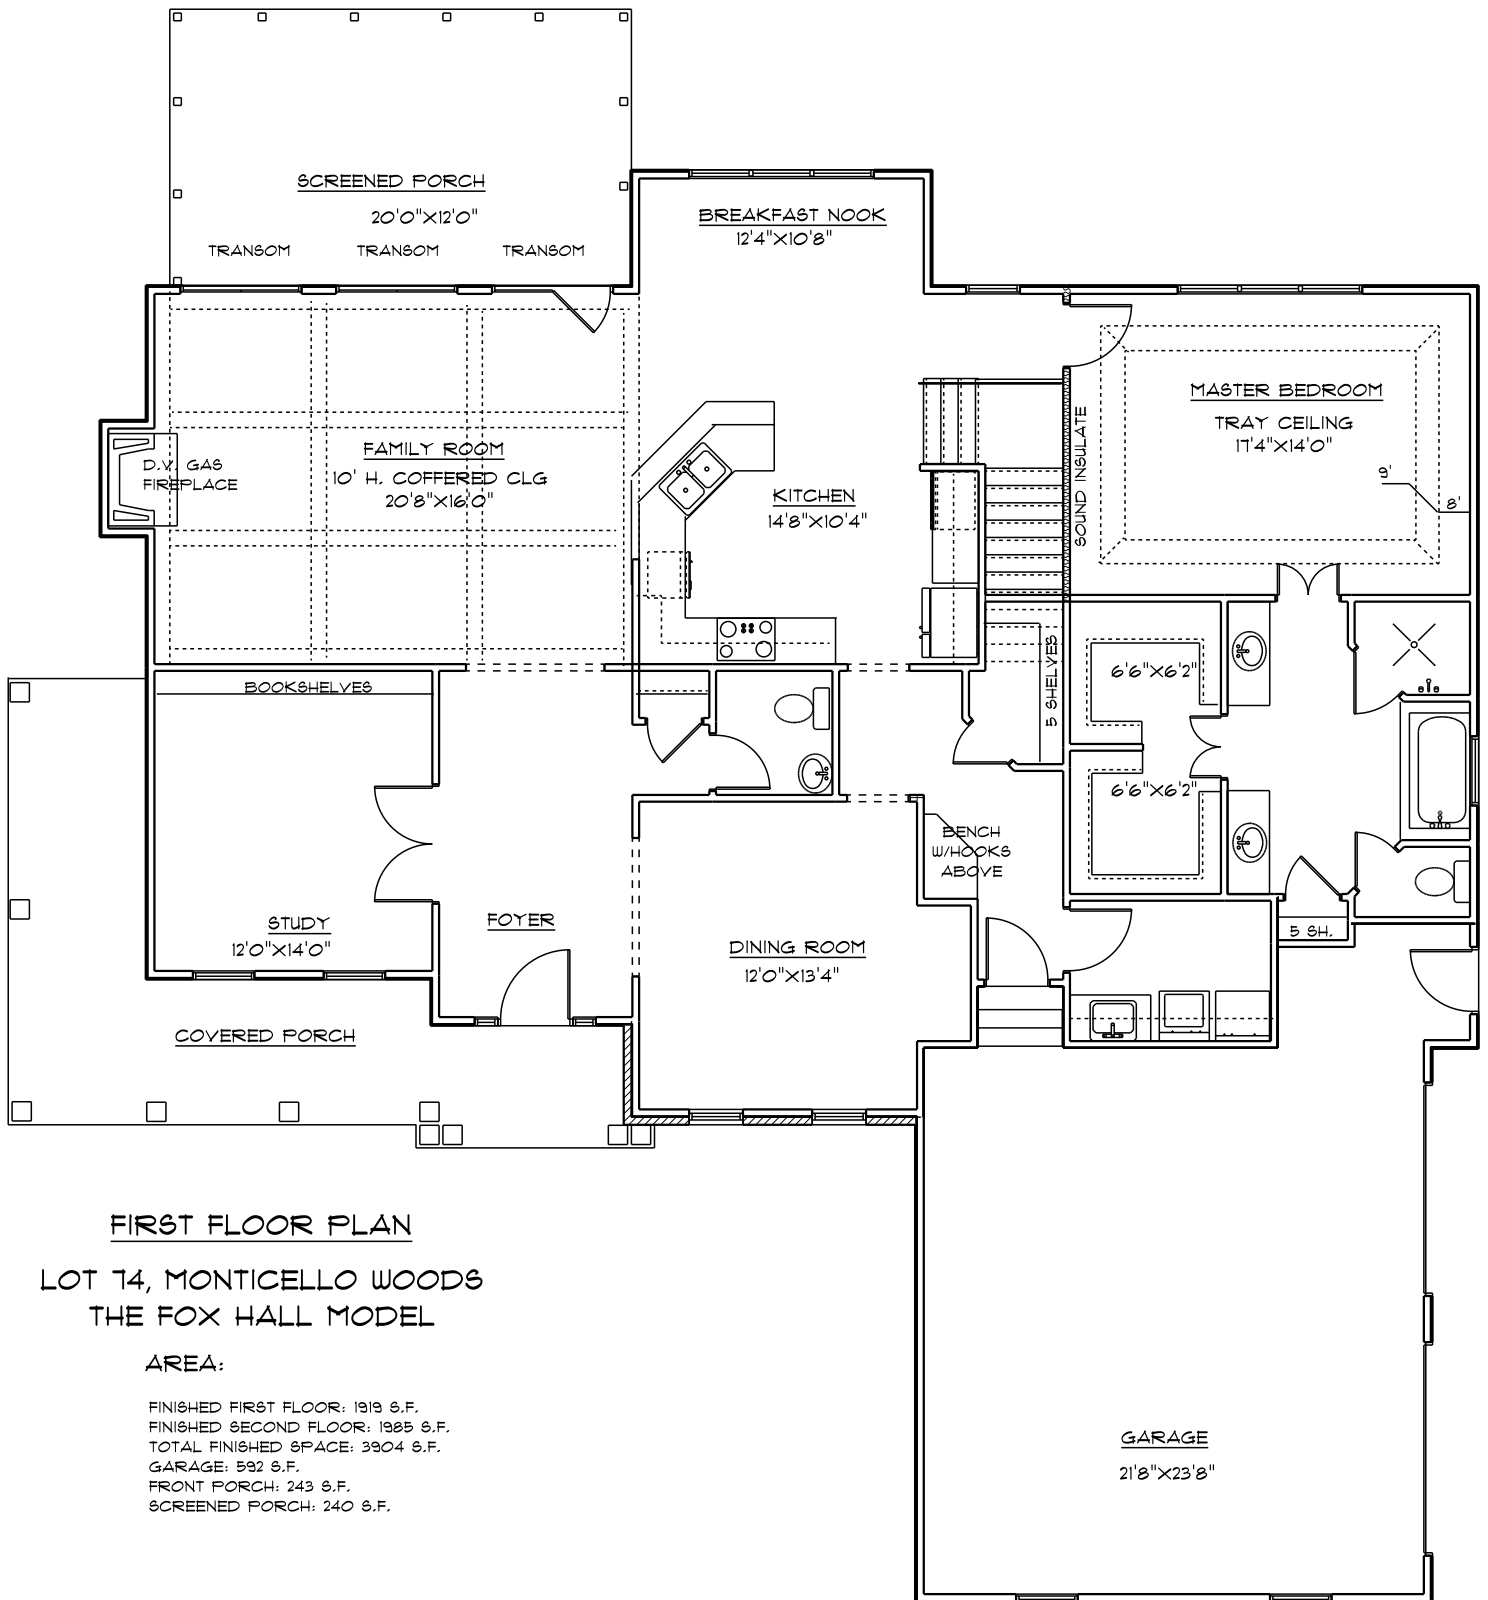 SCREENED PORCH
20'0"X12'0"
TRANSOM TRANSOM TRANSOM
BREAKFAST NOOK
12'4"X10'8"
MASTER BEDROOM
TRAY CEILING
17'4"X14'0"
9'
8'
SOUND INSULATE
FAMILY ROOM
10' H. COFFERED CLG
20'8"X16'0"
D.V. GAS
FIREPLACE
KITCHEN
14'8"X10'4"
BOOKSHELVES
5 SHELVES
6'6"X6'2"
6'6"X6'2"
BENCH
W/HOOKS
ABOVE
STUDY
12'0"X14'0"
FOYER
DINING ROOM
12'0"X13'4"
5 SH.
COVERED PORCH
FIRST FLOOR PLAN
LOT 74, MONTICELLO WOODS
THE FOX HALL MODEL
AREA:
FINISHED FIRST FLOOR: 1919 S.F.
FINISHED SECOND FLOOR: 1985 S.F.
TOTAL FINISHED SPACE: 3904 S.F.
GARAGE: 592 S.F.
FRONT PORCH: 243 S.F.
SCREENED PORCH: 240 S.F.
GARAGE
21'8"X23'8"